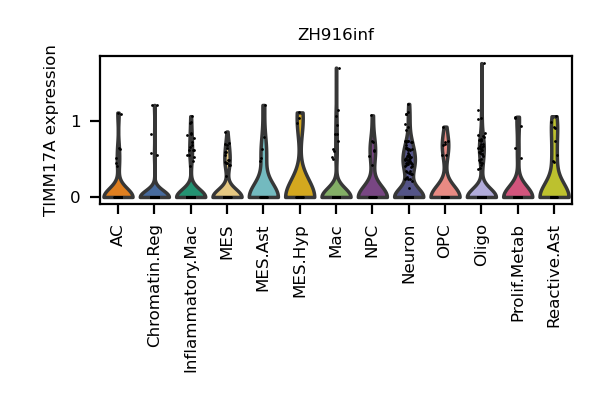 ZH916inf
TIMM17A expression
1
0
AC
Chromatin.Reg
Inflammatory.Mac
MES
MES.Ast
MES.Hyp
Mac
NPC
Neuron
OPC
Oligo
Prolif.Metab
Reactive.Ast